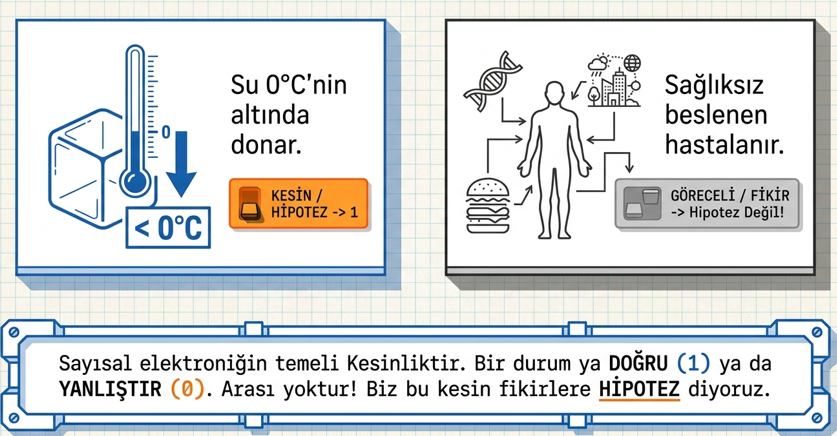 Su 0°C'nin
altında
donar.
0
< 0°C
KESİN /
HİPOTEZ -> 1
Sağlıksız
beslenen
hastalanır.
GÖRECELİ / FİKİR
-> Hipotez Değil!
Sayısal elektroniğin temeli Kesinliktir. Bir durum ya DOĞRU (1) ya da
YANLIŞTIR (0). Arası yoktur! Biz bu kesin fikirlere HİPOTEZ diyoruz.